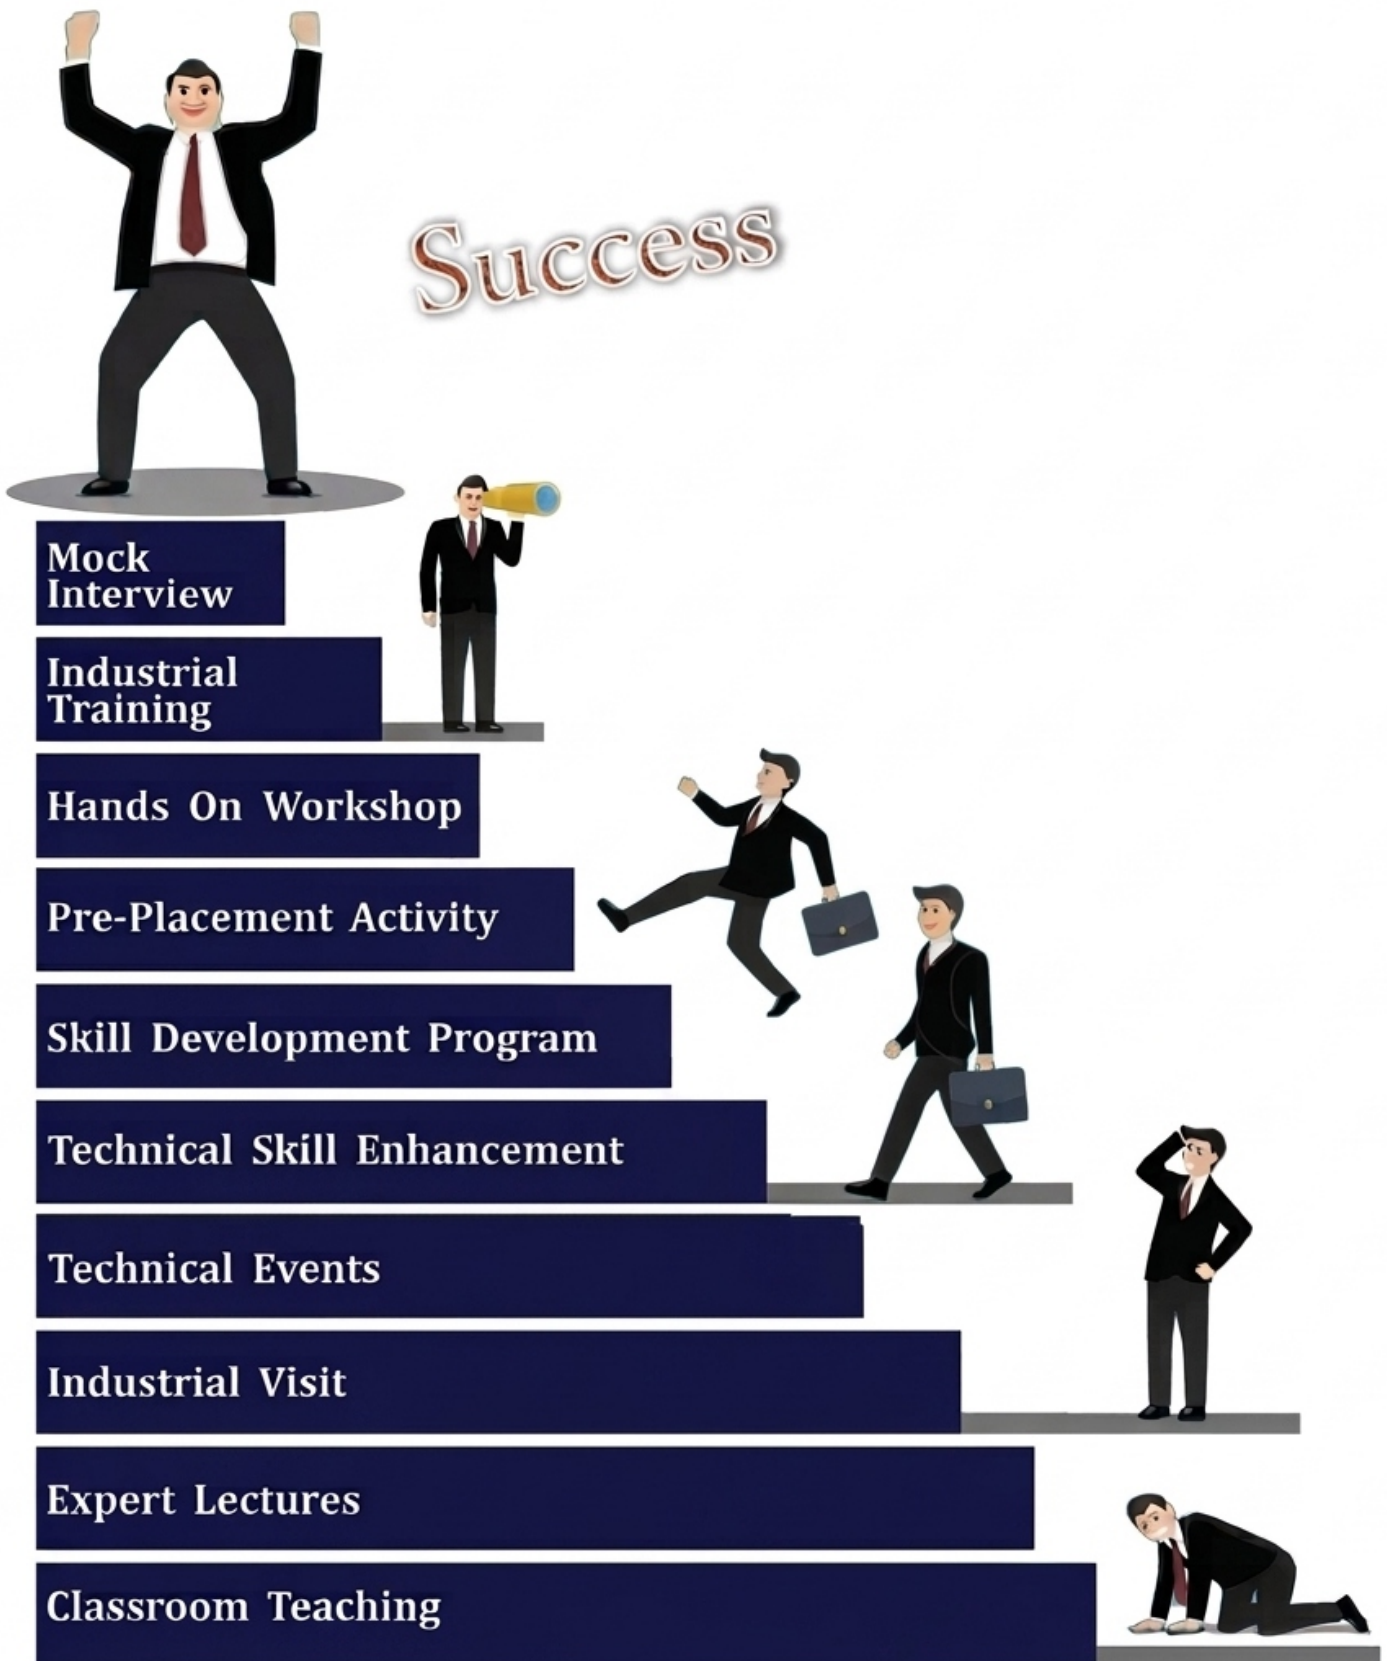 Success
Mock
Interview
Industrial
Training
Hands On Workshop
Pre-Placement Activity
Skill Development Program
Technical Skill Enhancement
Technical Events
Industrial Visit
Expert Lectures
Classroom Teaching